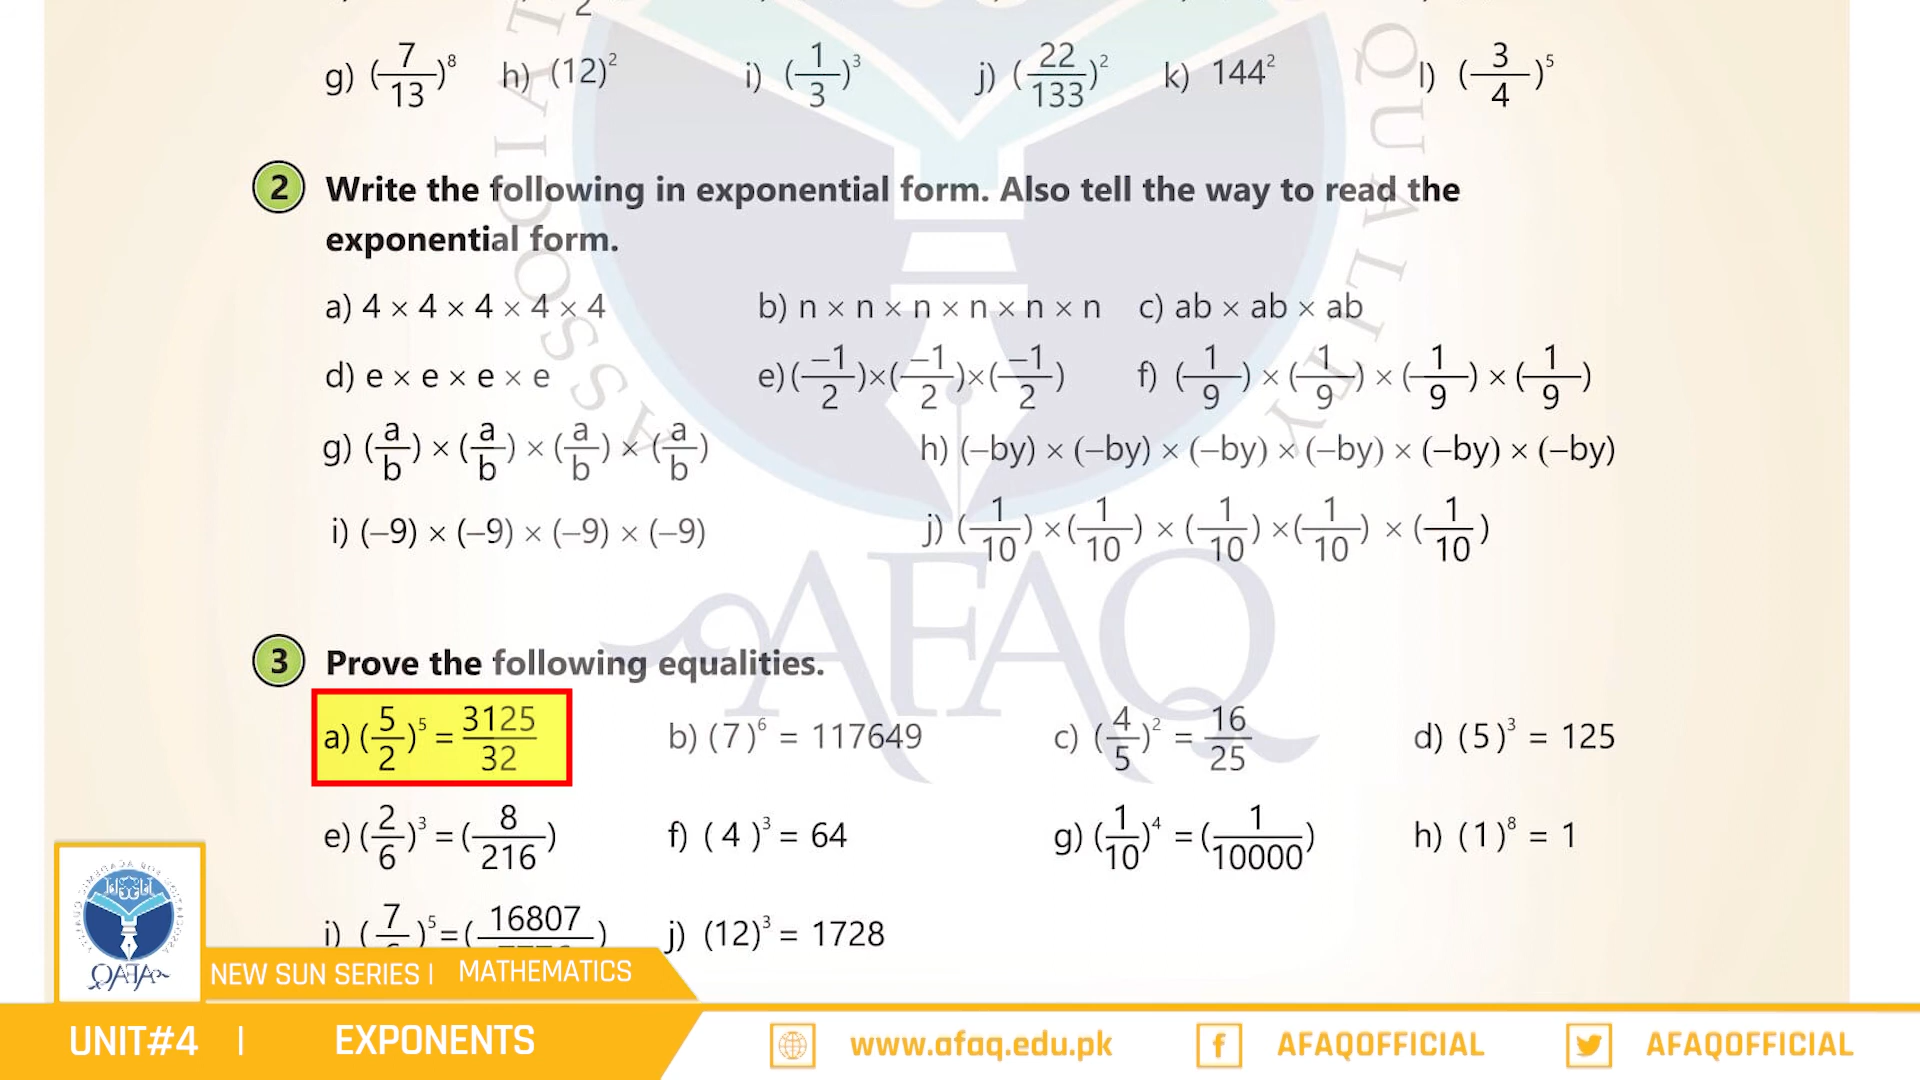 g) (7/13)⁸ h) (12)² i) (1/3)³ j) (22/133)² k) 144² l) (3/4)⁵
2 Write the following in exponential form. Also tell the way to read the
exponential form.
a) 4 × 4 × 4 × 4 × 4 b) n × n × n × n × n × n c) ab × ab × ab
d) e × e × e × e e) (–1/2)×(–1/2)×(–1/2) f) (1/9) × (1/9) × (1/9) × (1/9)
g) (a/b) × (a/b) × (a/b) × (a/b) h) (–by) × (–by) × (–by) × (–by) × (–by) × (–by)
i) (–9) × (–9) × (–9) × (–9) j) (1/10) × (1/10) × (1/10) × (1/10) × (1/10)
3 Prove the following equalities.
a) (5/2)⁵ = 3125/32 b) (7)⁶ = 117649 c) (4/5)² = 16/25 d) (5)³ = 125
e) (2/6)³ = (8/216) f) (4)³ = 64 g) (1/10)⁴ = (1/10000) h) (1)⁸ = 1
i) (7/ )⁵ = (16807/ ) j) (12)³ = 1728
AFAQ
NEW SUN SERIES | MATHEMATICS
UNIT#4 | EXPONENTS
www.afaq.edu.pk AFAQOFFICIAL AFAQOFFICIAL